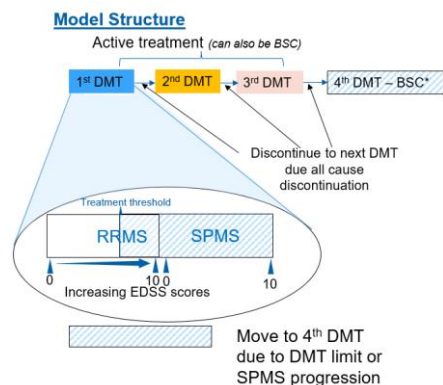 Model Structure
Active treatment (can also be BSC)
1st DMT
2nd DMT
3rd DMT
4th DMT – BSC*
Discontinue to next DMT
due all cause
discontinuation
Treatment threshold
RRMS
SPMS
0
10
0
10
Increasing EDSS scores
Move to 4th DMT
due to DMT limit or
SPMS progression